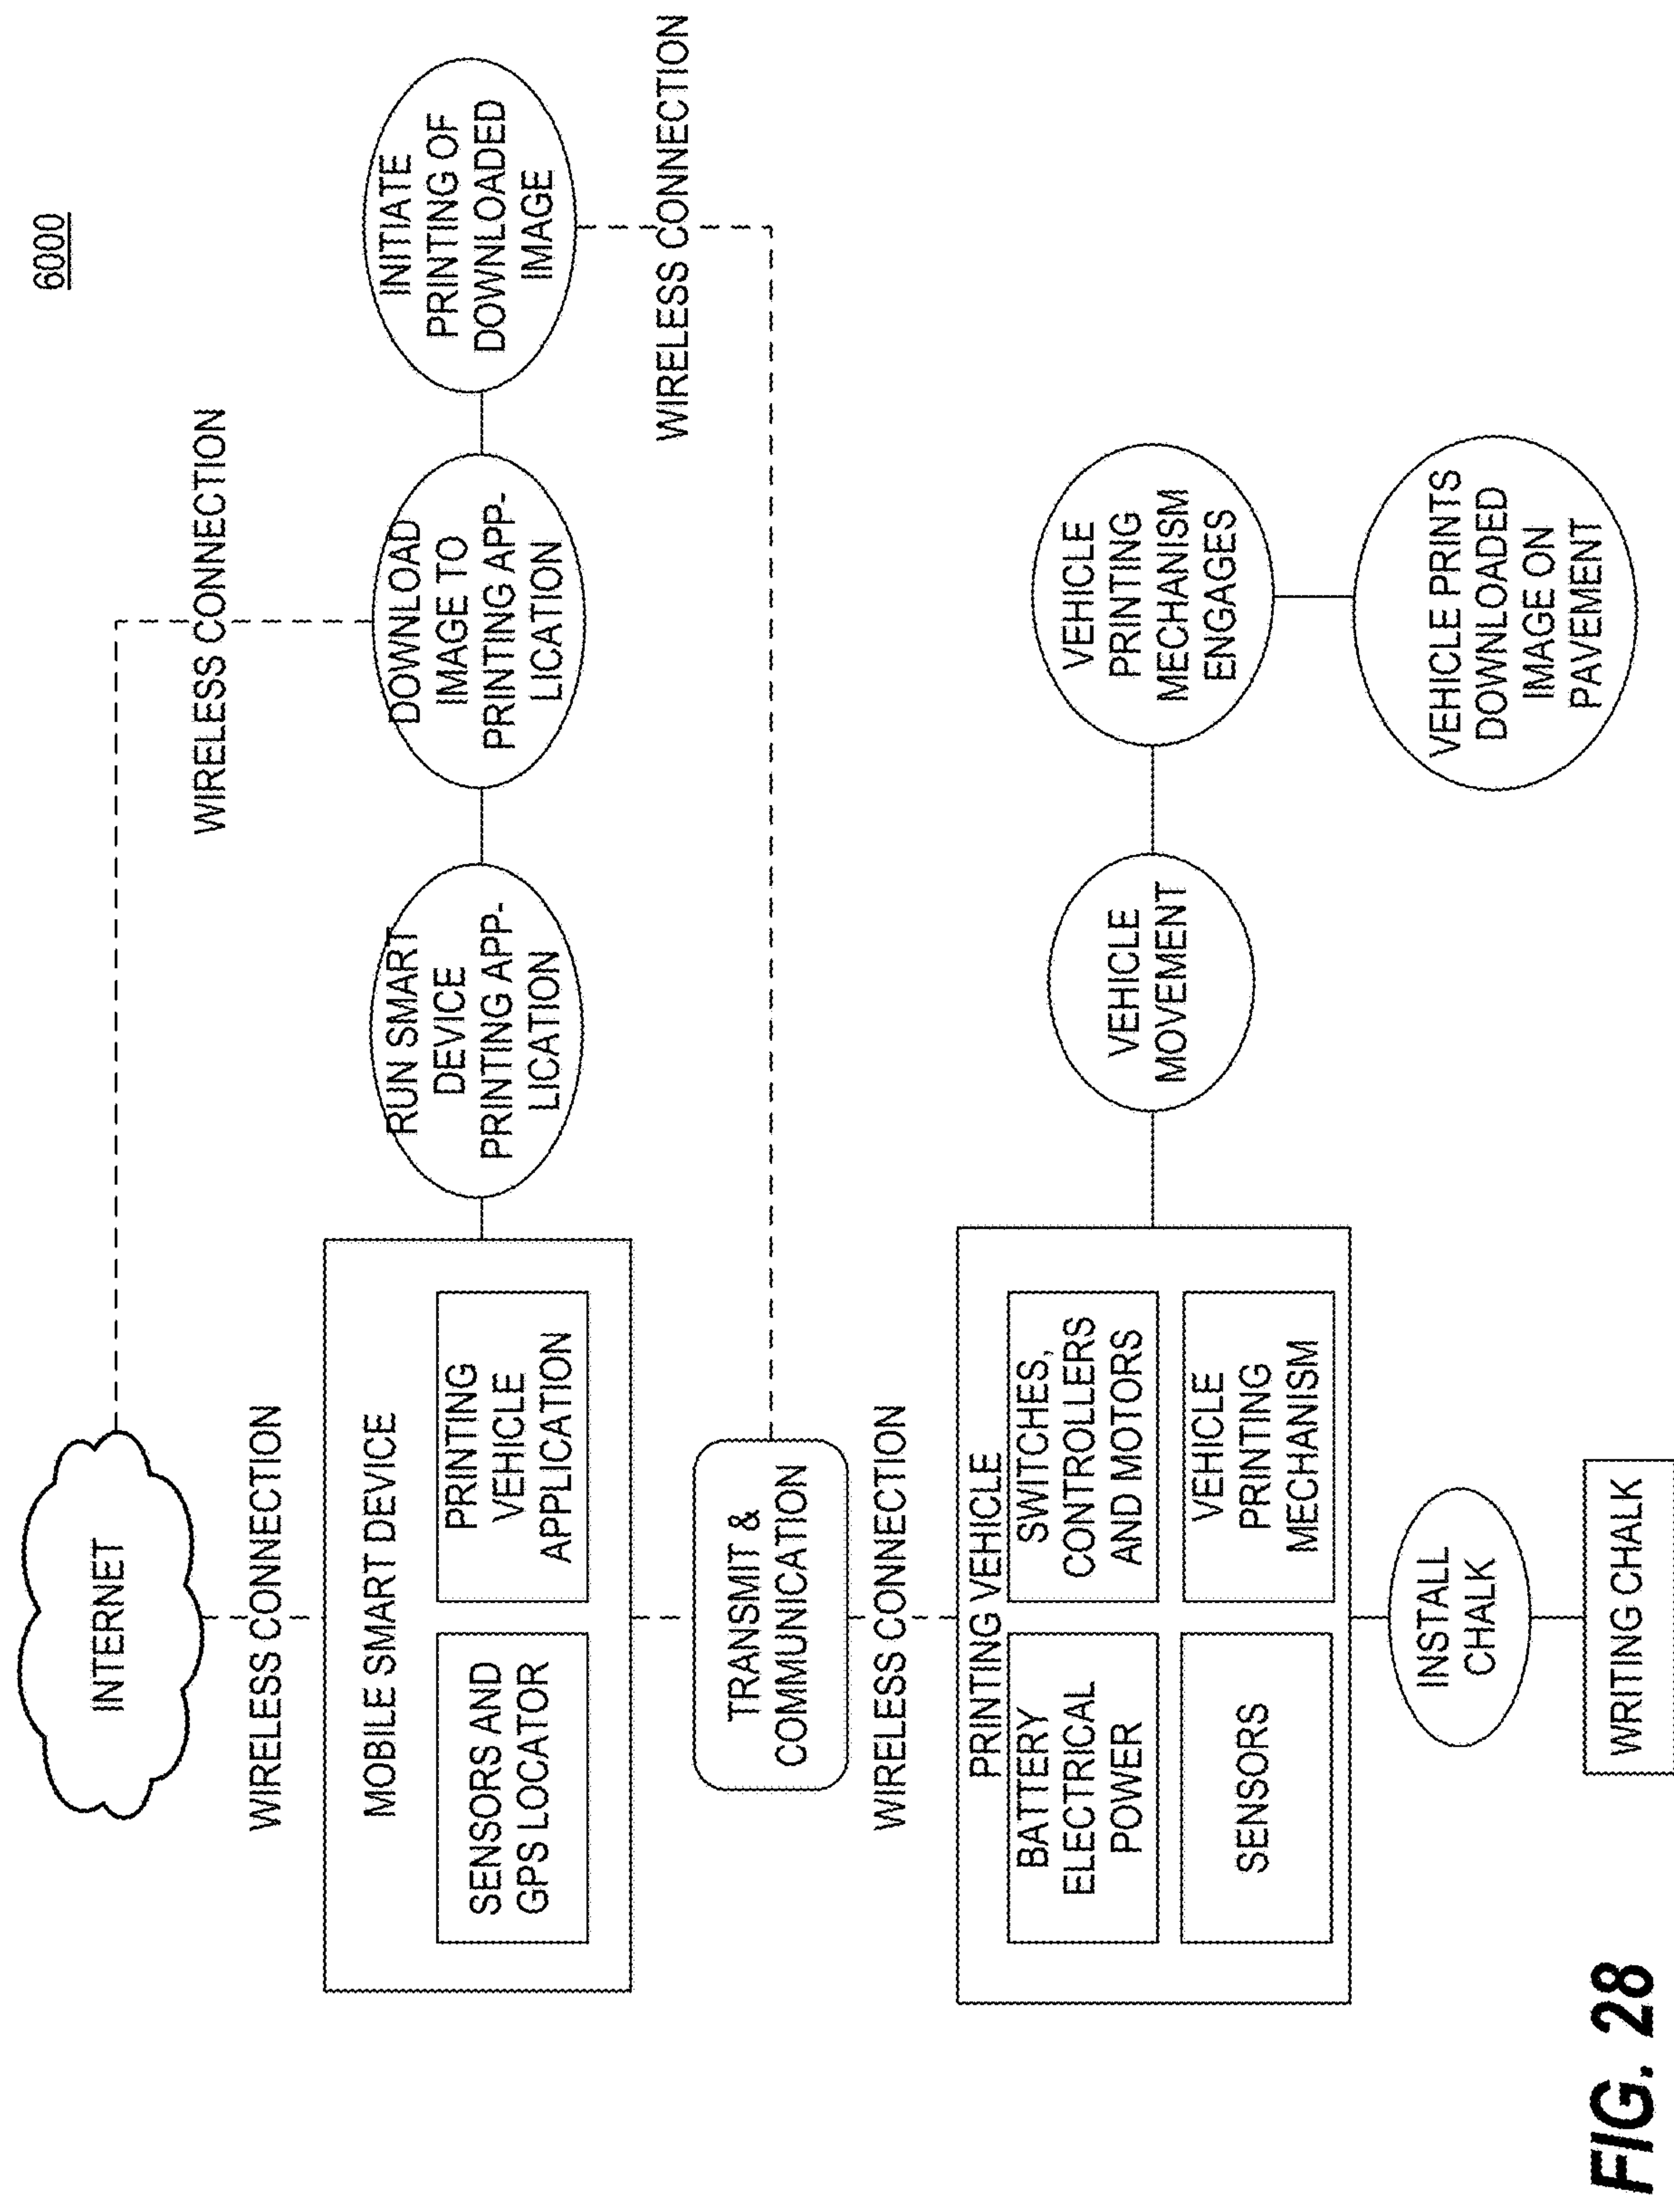 6000
INTERNET
WIRELESS CONNECTION
WIRELESS CONNECTION
MOBILE SMART DEVICE
SENSORS AND
GPS LOCATOR
PRINTING
VEHICLE
APPLICATION
RUN SMART
DEVICE
PRINTING APP-
LICATION
DOWNLOAD
IMAGE TO
PRINTING APP-
LICATION
INITIATE
PRINTING OF
DOWNLOADED
IMAGE
WIRELESS CONNECTION
TRANSMIT &
COMMUNICATION
WIRELESS CONNECTION
PRINTING VEHICLE
BATTERY
ELECTRICAL
POWER
SWITCHES,
CONTROLLERS
AND MOTORS
SENSORS
VEHICLE
PRINTING
MECHANISM
VEHICLE
MOVEMENT
VEHICLE
PRINTING
MECHANISM
ENGAGES
VEHICLE PRINTS
DOWNLOADED
IMAGE ON
PAVEMENT
INSTALL
CHALK
WRITING CHALK
FIG. 28